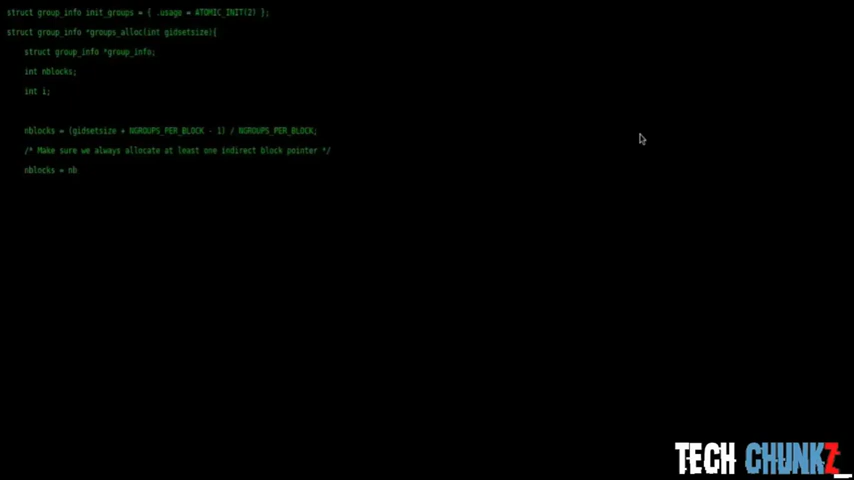 struct group_info init_groups = { .usage = ATOMIC_INIT(2) };
struct group_info *groups_alloc(int gidsetsize){
struct group_info *group_info;
int nblocks;
int i;
nblocks = (gidsetsize + NGROUPS_PER_BLOCK - 1) / NGROUPS_PER_BLOCK;
/* Make sure we always allocate at least one indirect block pointer */
nblocks = nb
TECH CHUNKZ_